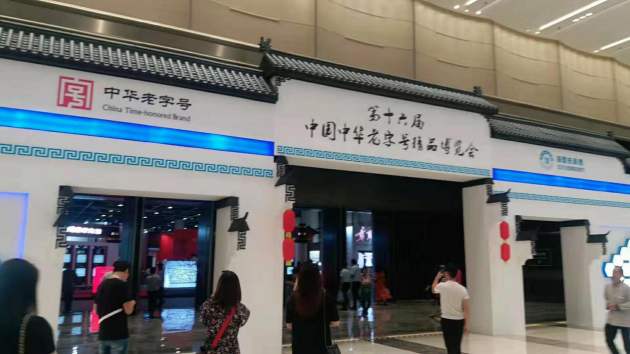 中华老字号
China Time-honored Brand
第十六届
中国中华老字号精品博览会